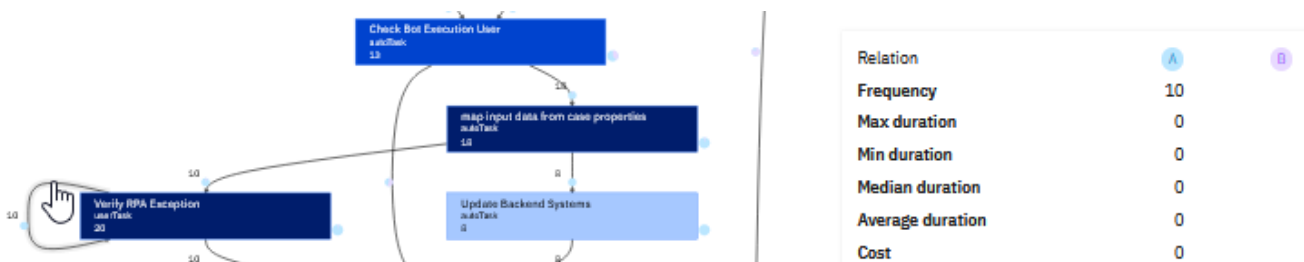 Check Bot Execution User
autoTask
13
18
map input data from case properties
autoTask
18
10
8
Verify RPA Exception
userTask
20
Update Backend Systems
autoTask
8
10
10
8
Relation A B
Frequency 10
Max duration 0
Min duration 0
Median duration 0
Average duration 0
Cost 0